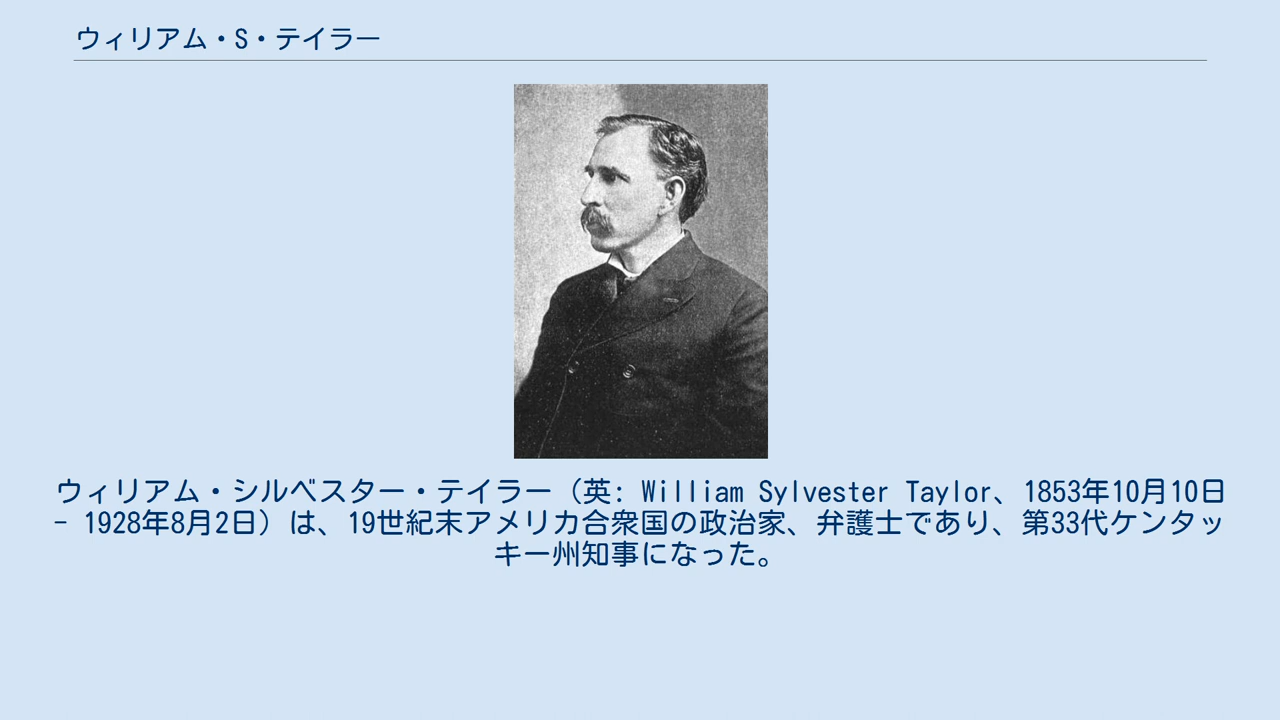 ウィリアム・S・テイラー
ウィリアム・シルベスター・テイラー（英: William Sylvester Taylor、1853年10月10日
- 1928年8月2日）は、19世紀末アメリカ合衆国の政治家、弁護士であり、第33代ケンタッ
キー州知事になった。